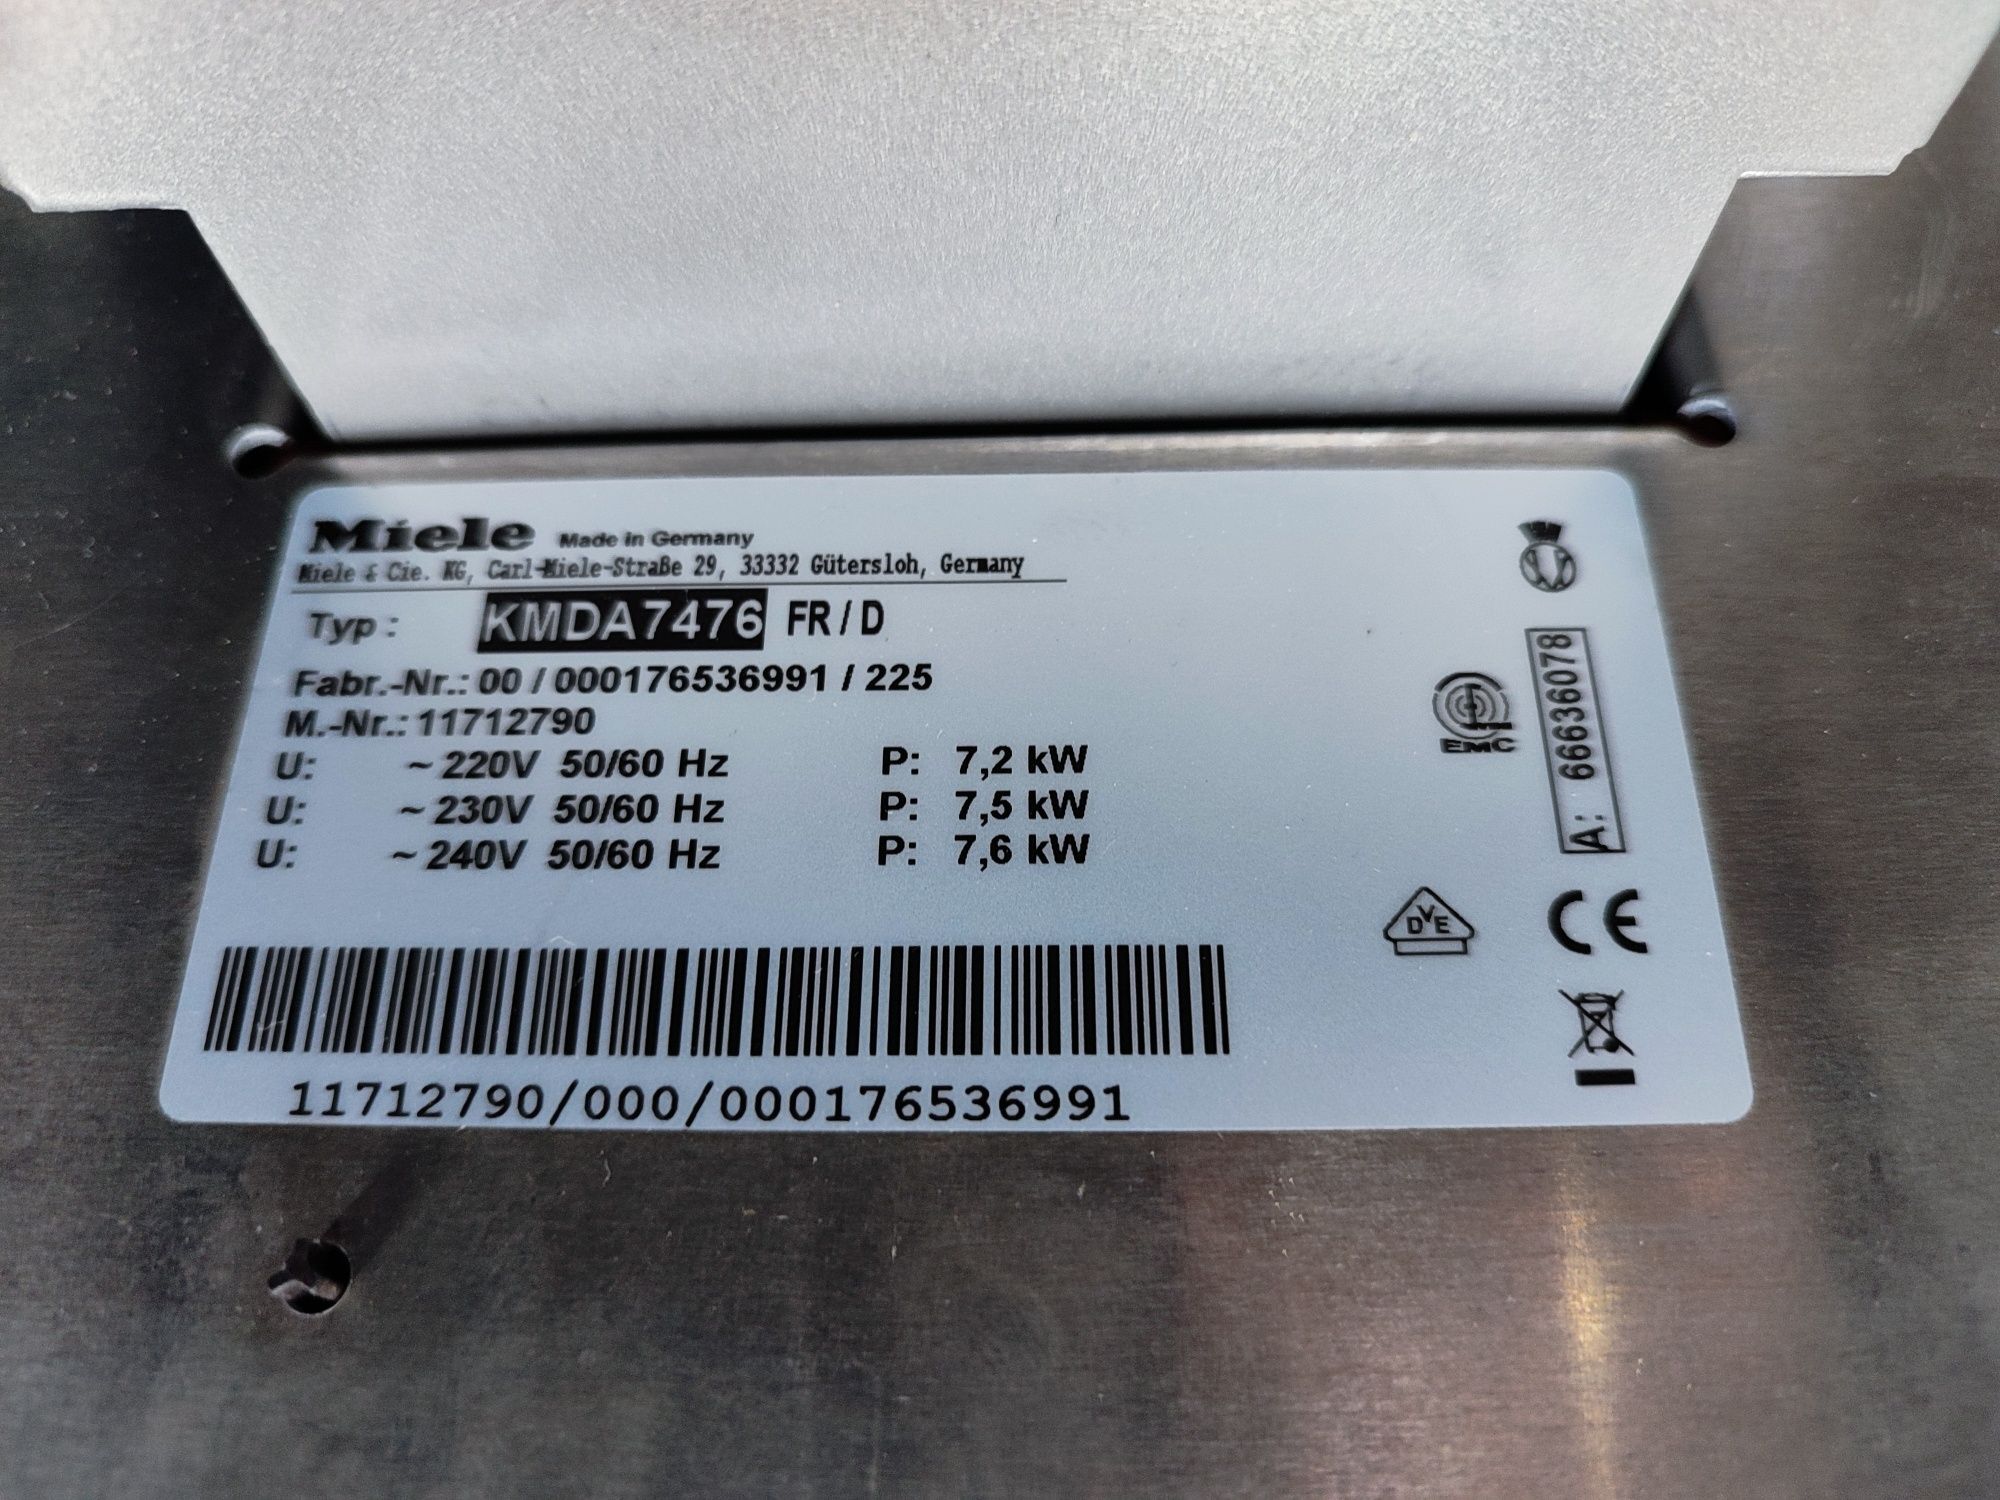 Miele Made in Germany
Miele & Cie. KG, Carl-Miele-Straße 29, 33332 Gütersloh, Germany
Typ: KMDA7476 FR/D
Fabr.-Nr.: 00 / 000176536991 / 225
M.-Nr.: 11712790
U: ~ 220V 50/60 Hz P: 7,2 kW
U: ~ 230V 50/60 Hz P: 7,5 kW
U: ~ 240V 50/60 Hz P: 7,6 kW
11712790/000/000176536991
EMC
A: 66636078
DVE
CE